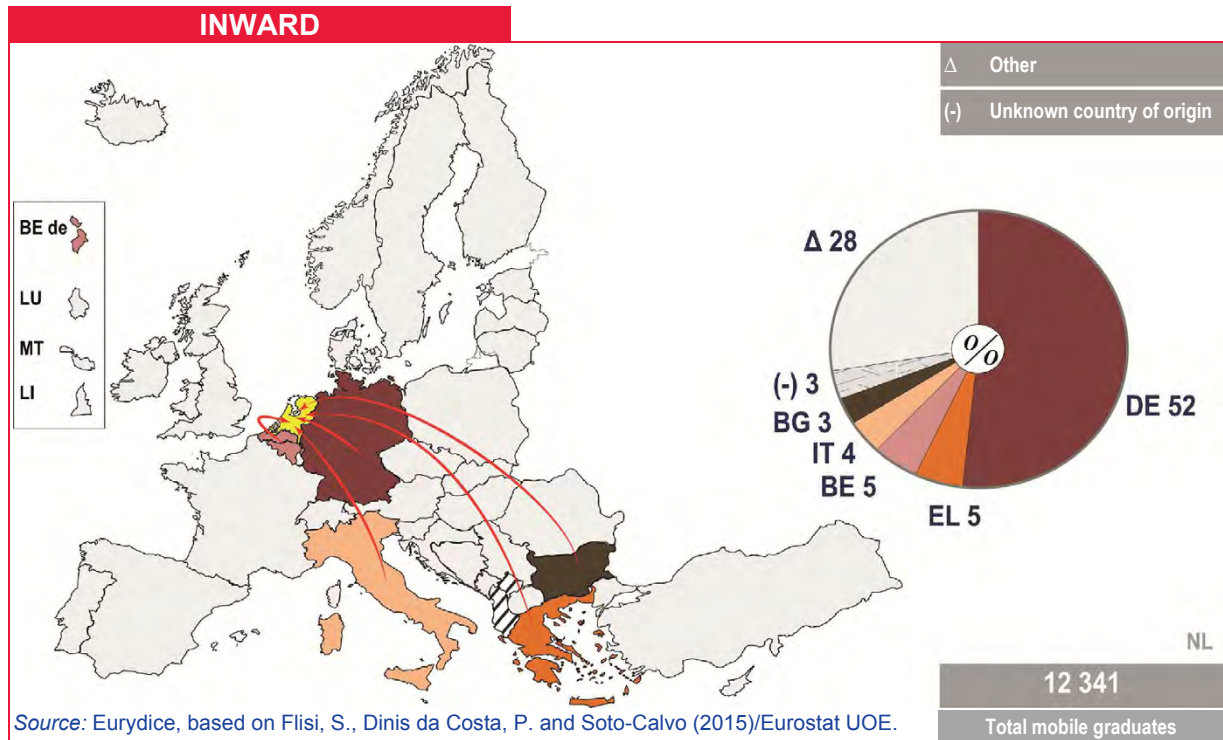 INWARD
Δ Other
(-) Unknown country of origin
BE de
LU
MT
LI
Δ 28
%
(-) 3
BG 3
IT 4
BE 5
EL 5
DE 52
NL
12 341
Total mobile graduates
Source: Eurydice, based on Flisi, S., Dinis da Costa, P. and Soto-Calvo (2015)/Eurostat UOE.